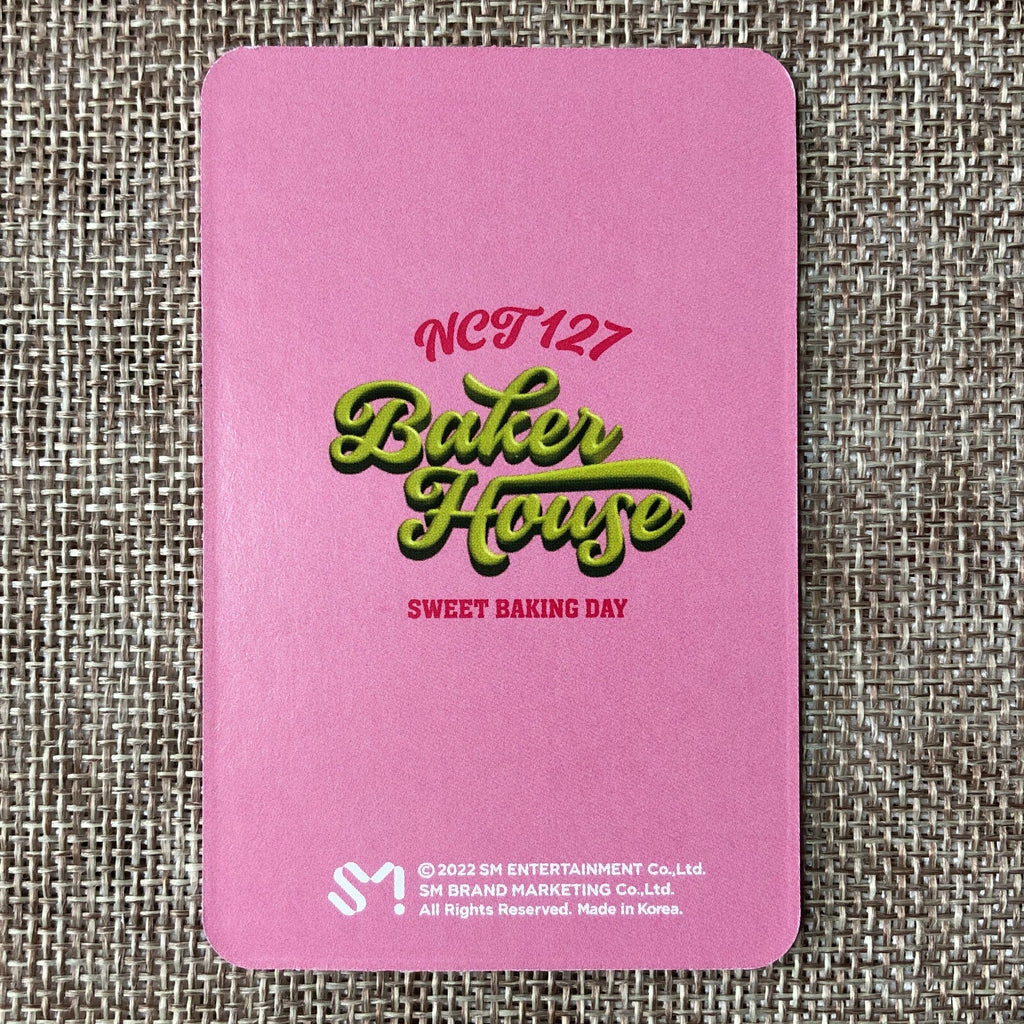 NCT 127
Baker
House
SWEET BAKING DAY
SM
© 2022 SM ENTERTAINMENT Co.,Ltd.
SM BRAND MARKETING Co.,Ltd.
All Rights Reserved. Made in Korea.